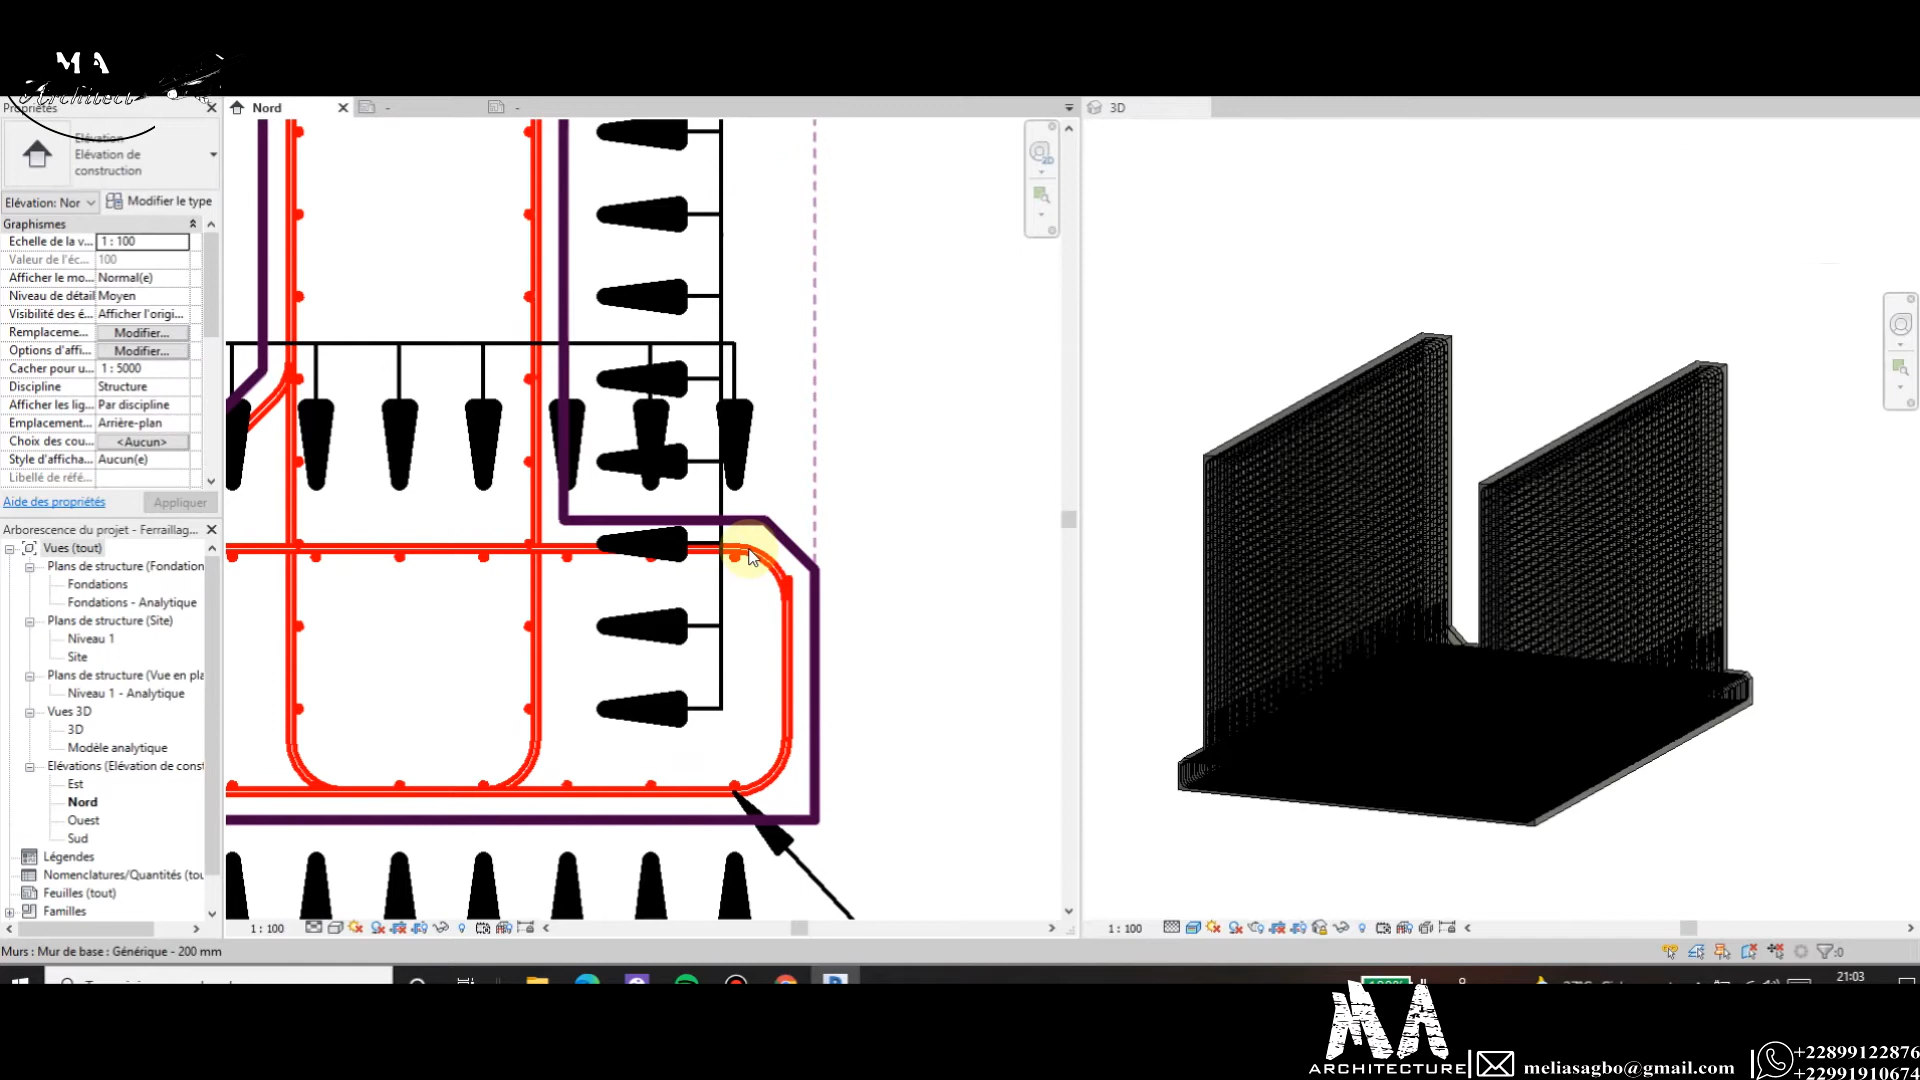 MA
Architect
Propriétés
Nord
-
-
3D
Elévation
Elévation de
construction
Elévation: Nor
Modifier le type
Graphismes
Echelle de la v... 1 : 100
Valeur de l'éc... 100
Afficher le mo... Normal(e)
Niveau de détail Moyen
Visibilité des é... Afficher l'origi...
Remplaceme... Modifier...
Options d'affi... Modifier...
Cacher pour u... 1 : 5000
Discipline Structure
Afficher les lig... Par discipline
Emplacement... Arrière-plan
Choix des cou... <Aucun>
Style d'afficha... Aucun(e)
Libellé de réfé...
Aide des propriétés
Appliquer
Arborescence du projet - Ferraillag...
Vues (tout)
Plans de structure (Fondation
Fondations
Fondations - Analytique
Plans de structure (Site)
Niveau 1
Site
Plans de structure (Vue en pla
Niveau 1 - Analytique
Vues 3D
3D
Modèle analytique
Elévations (Elévation de const
Est
Nord
Ouest
Sud
Légendes
Nomenclatures/Quantités (tou
Feuilles (tout)
Familles
1 : 100
1 : 100
Murs : Mur de base : Générique - 200 mm
:0
21:03
MA
ARCHITECTURE
meliasagbo@gmail.com
+22899122876
+22991910674